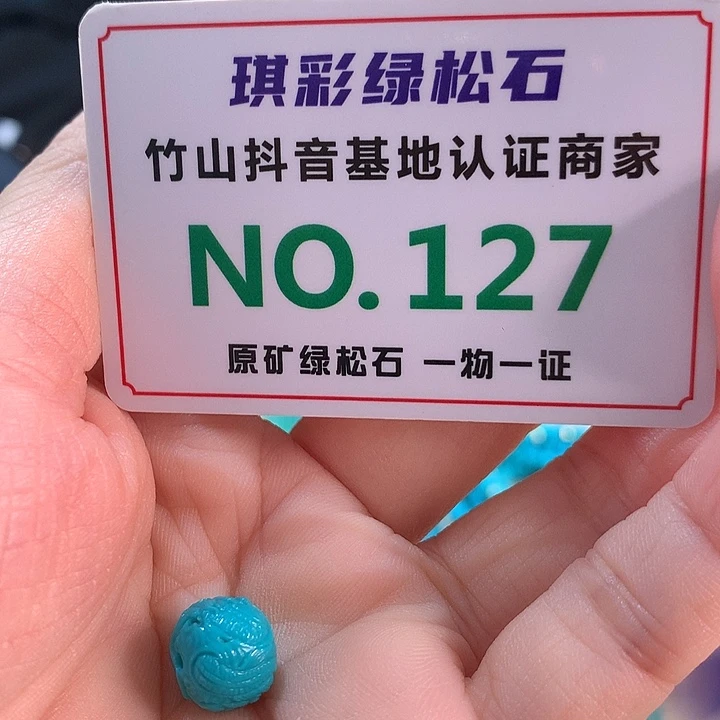 琪彩绿松石
竹山抖音基地认证商家
NO.127
原矿绿松石 一物一证